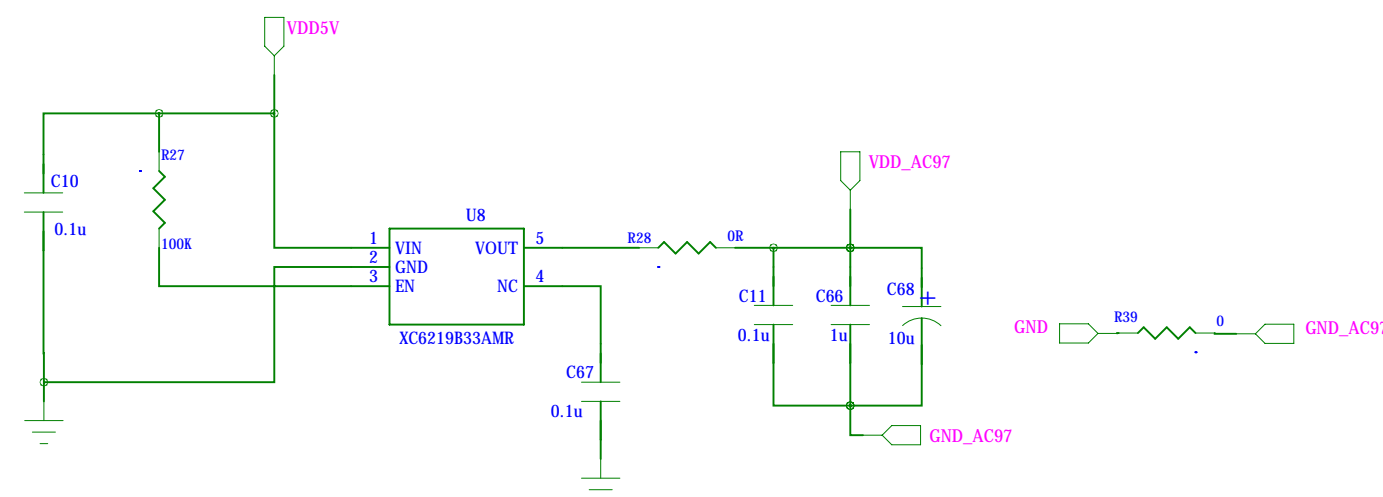 VDD5V
R27
C10
0.1u
100K
U8
1
VIN
VOUT
5
2
GND
3
EN
NC
4
XC6219B33AMR
R28
0R
VDD_AC97
C11
0.1u
C66
1u
C68
+
10u
C67
0.1u
GND_AC97
GND
R39
0
GND_AC97